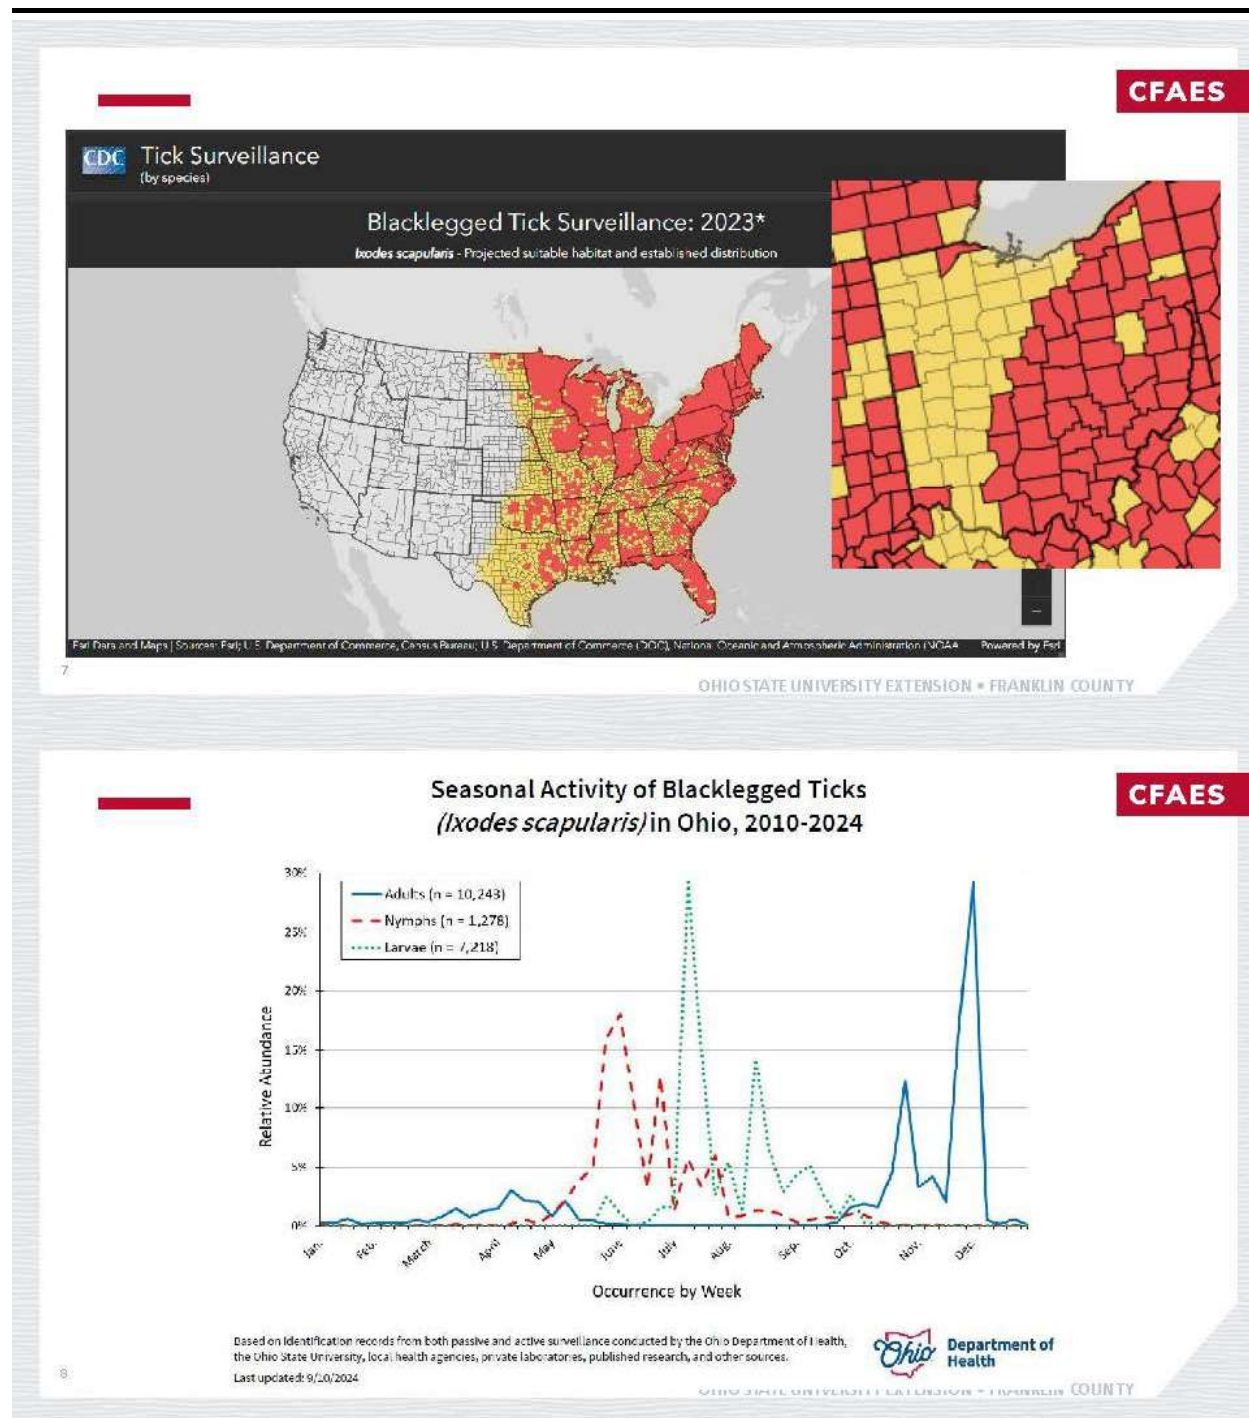 CFAES
CDC
Tick Surveillance
(by species)
Blacklegged Tick Surveillance: 2023*
Ixodes scapularis - Projected suitable habitat and established distribution
Esri Data and Maps | Sources: Esri; U.S. Department of Commerce, Census Bureau; U.S. Department of Commerce (DOC), National Oceanic and Atmospheric Administration (NOAA
Powered by Esri
7
OHIO STATE UNIVERSITY EXTENSION • FRANKLIN COUNTY
CFAES
Seasonal Activity of Blacklegged Ticks
(Ixodes scapularis) in Ohio, 2010-2024
30%
25%
20%
15%
10%
5%
0%
Adults (n = 10,243)
Nymphs (n = 1,278)
Larvae (n = 7,218)
Relative Abundance
Jan.
Feb.
March
April
May
June
July
Aug.
Sep.
Oct.
Nov.
Dec.
Occurrence by Week
Based on identification records from both passive and active surveillance conducted by the Ohio Department of Health,
the Ohio State University, local health agencies, private laboratories, published research, and other sources.
Last updated: 9/10/2024
Ohio
Department of
Health
8
OHIO STATE UNIVERSITY EXTENSION • FRANKLIN COUNTY